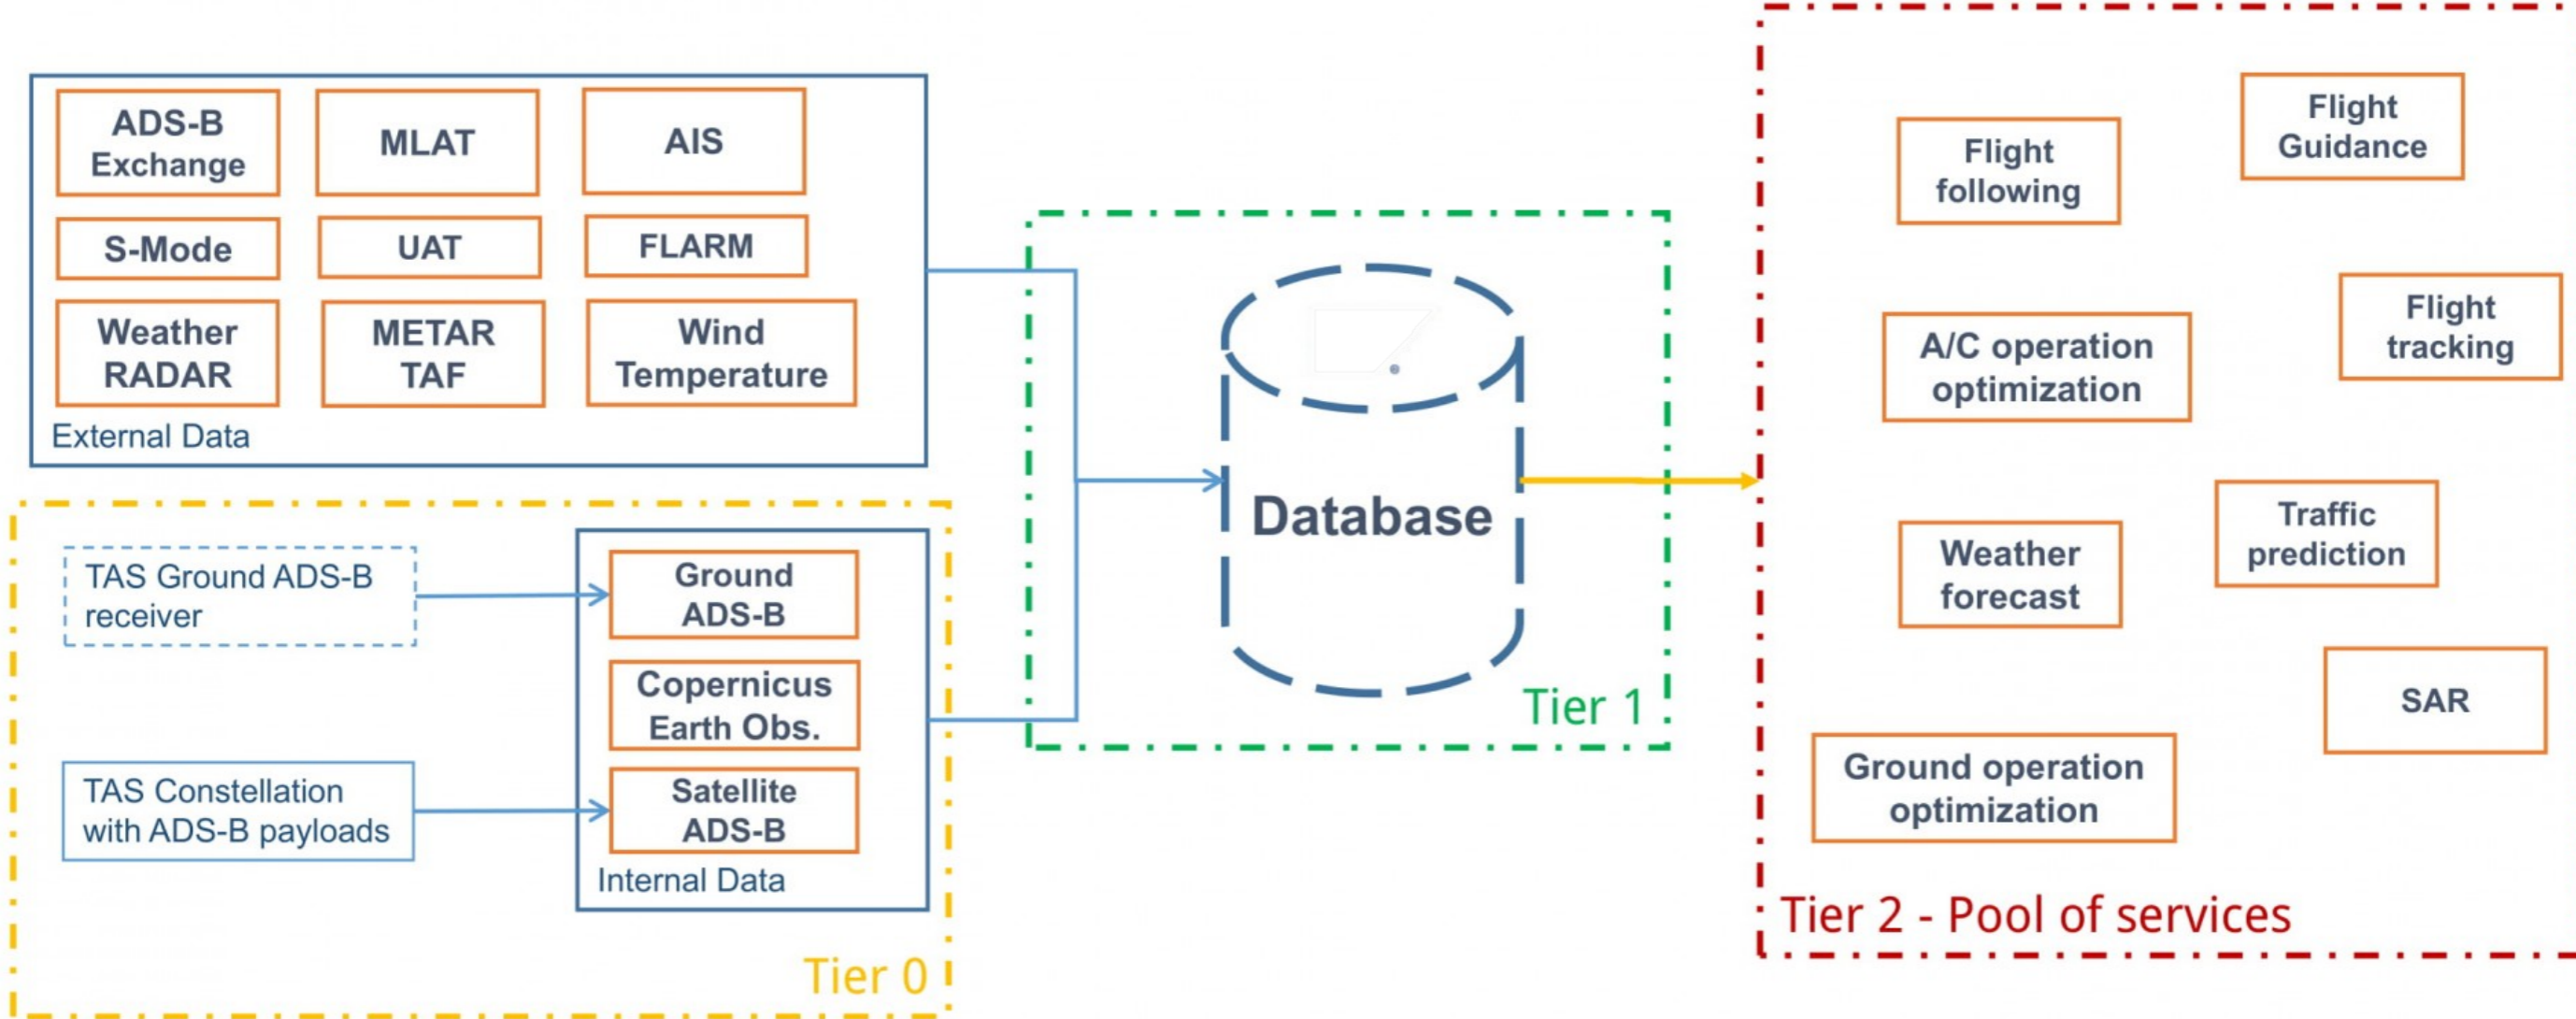 ADS-B
Exchange
MLAT
AIS
S-Mode
UAT
FLARM
Weather
RADAR
METAR
TAF
Wind
Temperature
External Data
TAS Ground ADS-B
receiver
TAS Constellation
with ADS-B payloads
Ground
ADS-B
Copernicus
Earth Obs.
Satellite
ADS-B
Internal Data
Tier 0
Database
Tier 1
Flight
following
Flight
Guidance
A/C operation
optimization
Flight
tracking
Weather
forecast
Traffic
prediction
SAR
Ground operation
optimization
Tier 2 - Pool of services